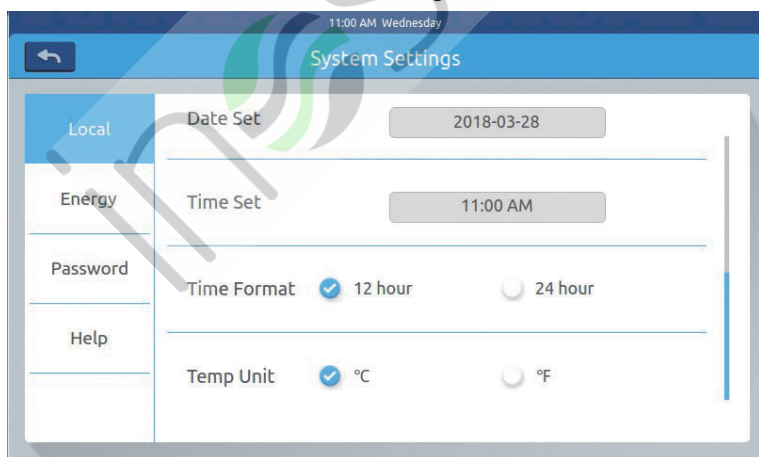 11:00 AM Wednesday
System Settings
Local
Date Set 2018-03-28
Energy
Time Set 11:00 AM
Password
Time Format 12 hour 24 hour
Help
Temp Unit °C °F